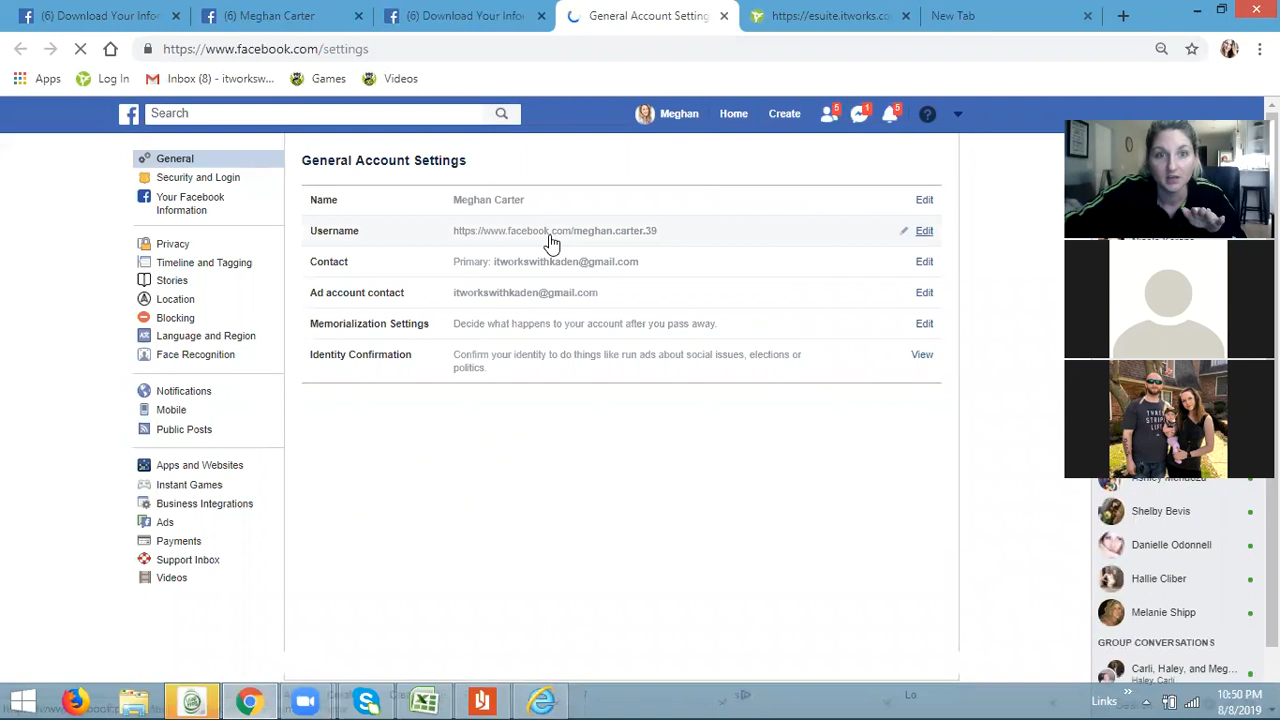 (6) Download Your Info
(6) Meghan Carter
(6) Download Your Info
General Account Settings
https://esuite.itworks.co
New Tab
https://www.facebook.com/settings
Apps
Log In
Inbox (8) - itworksw...
Games
Videos
Search
Meghan
Home
Create
5
1
5
General
Security and Login
Your Facebook
Information
Privacy
Timeline and Tagging
Stories
Location
Blocking
Language and Region
Face Recognition
Notifications
Mobile
Public Posts
Apps and Websites
Instant Games
Business Integrations
Ads
Payments
Support Inbox
Videos
General Account Settings
Name Meghan Carter Edit
Username https://www.facebook.com/meghan.carter.39 Edit
Contact Primary: itworkswithkaden@gmail.com Edit
Ad account contact itworkswithkaden@gmail.com Edit
Memorialization Settings Decide what happens to your account after you pass away. Edit
Identity Confirmation Confirm your identity to do things like run ads about social issues, elections or View
politics.
Shelby Bevis
Danielle Odonnell
Hallie Cliber
Melanie Shipp
GROUP CONVERSATIONS
Carli, Haley, and Meg...
Haley, Carli
Links
10:50 PM
8/8/2019